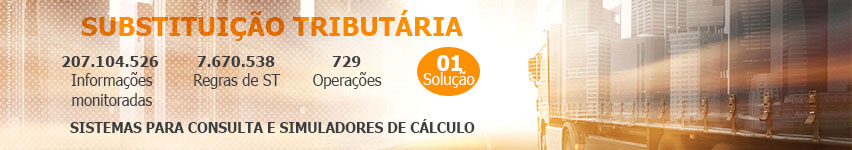 SUBSTITUIÇÃO TRIBUTÁRIA
207.104.526
Informações
monitoradas
7.670.538
Regras de ST
729
Operações
01
Solução
SISTEMAS PARA CONSULTA E SIMULADORES DE CÁLCULO